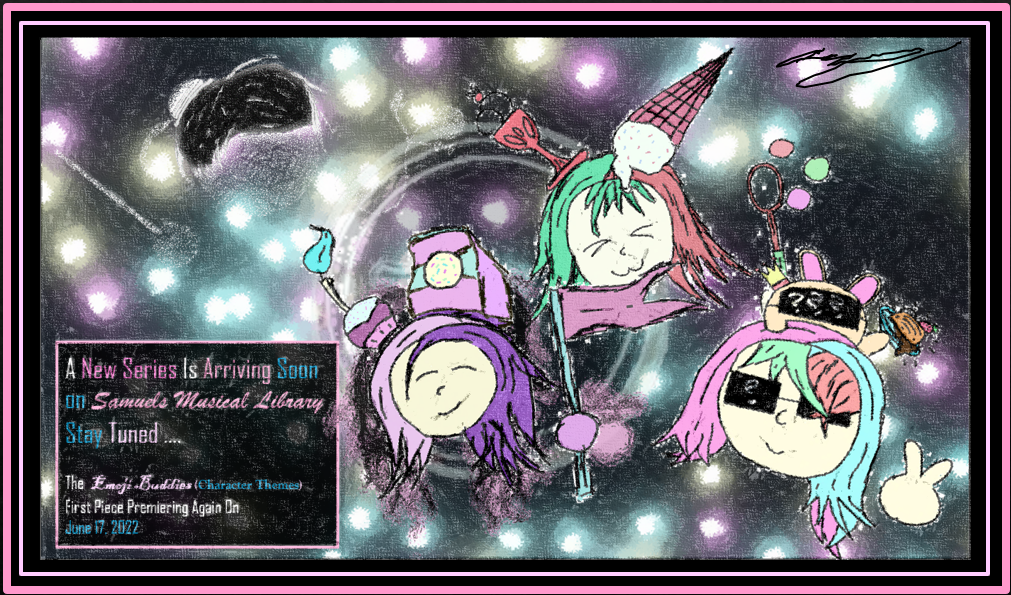 A New Series Is Arriving Soon
on Samuels Musical Library
Stay Tuned ....
The Emoji-Buddies (Character Themes)
First Piece Premiering Again On
June 17, 2022